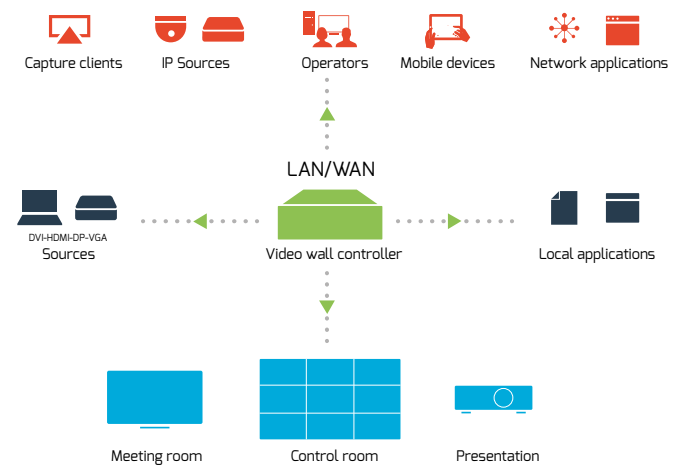 Capture clients
IP Sources
Operators
Mobile devices
Network applications
LAN/WAN
DVI-HDMI-DP-VGA
Sources
Video wall controller
Local applications
Meeting room
Control room
Presentation